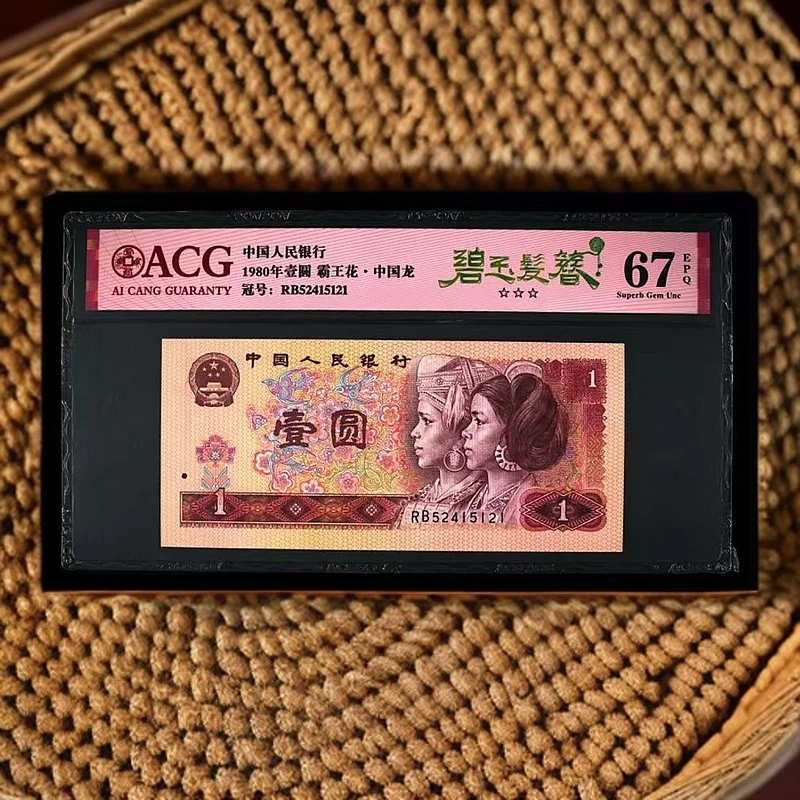 ACG
AI CANG GUARANTY
中国人民银行
1980年壹圆 霸王花·中国龙
冠号：RB52415121
碧玉髮簪
☆☆☆
67
EPQ
Superb Gem Unc
中国人民银行
壹圆
1
1
RB52415121
1